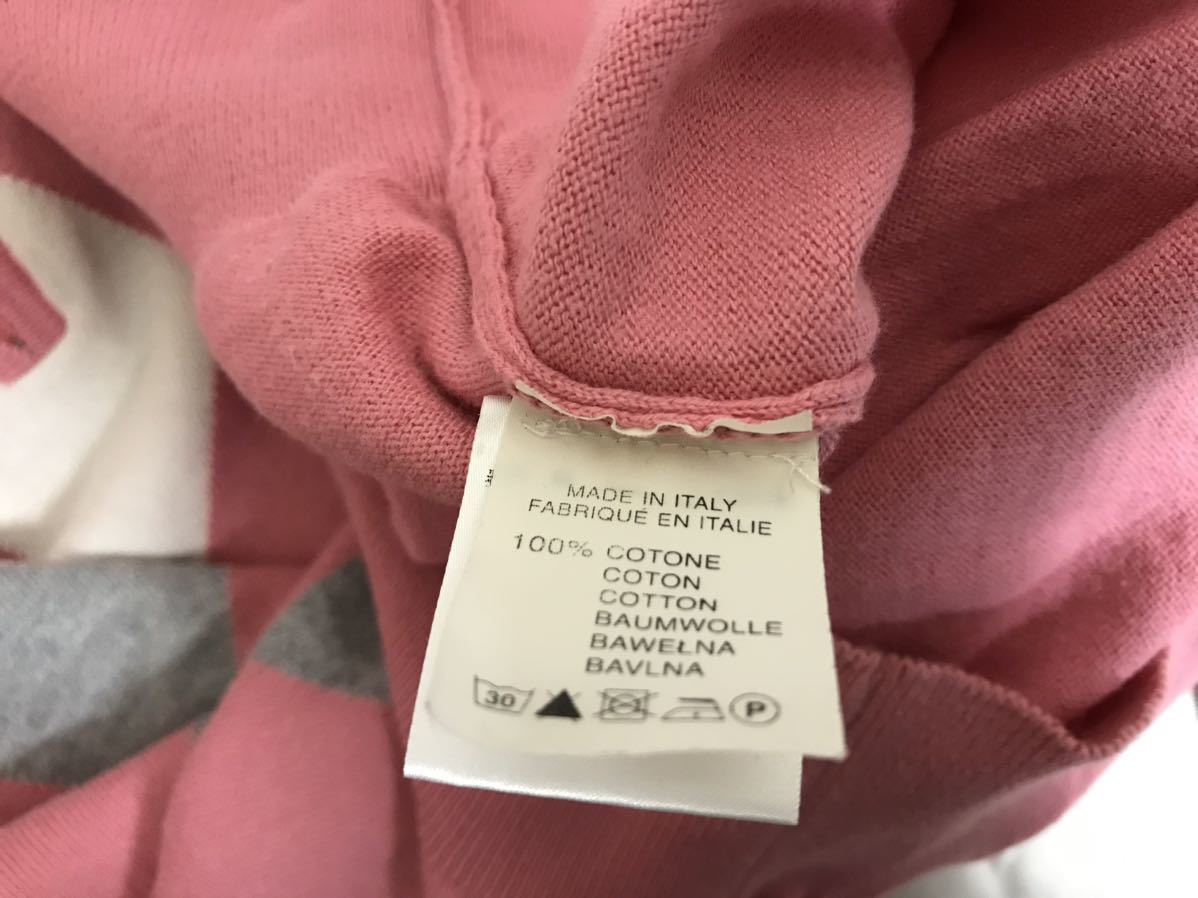 MADE IN ITALY
FABRIQUÉ EN ITALIE
100% COTONE
COTON
COTTON
BAUMWOLLE
BAWEŁNA
BAVLNA
30 P